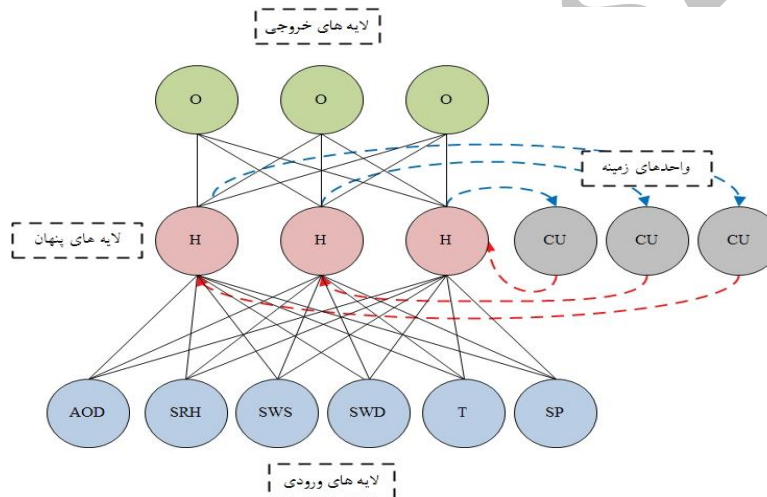 لایه های خروجی
O O O
واحدهای زمینه
لایه های پنهان
H H H CU CU CU
AOD SRH SWS SWD T SP
لایه های ورودی